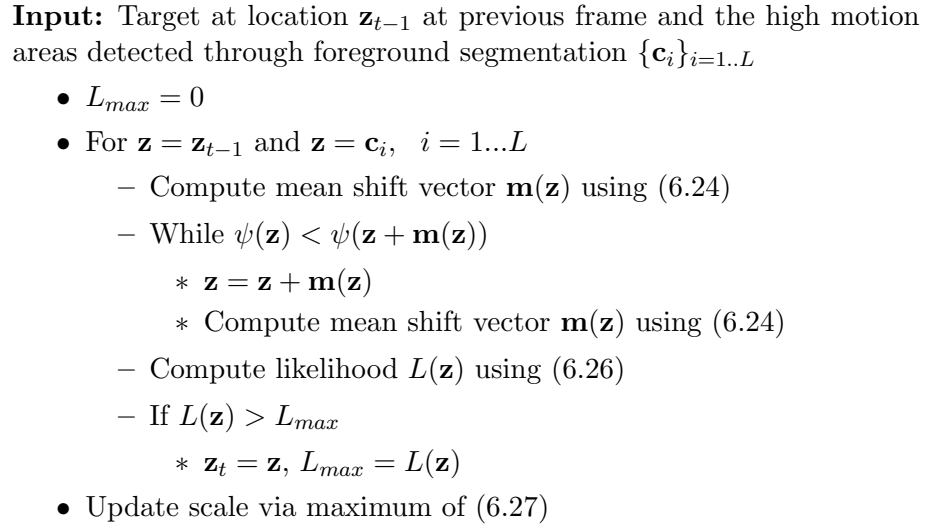 Input: Target at location z_{t−1} at previous frame and the high motion
areas detected through foreground segmentation {c_i}_{i=1..L}
• L_{max} = 0
• For z = z_{t−1} and z = c_i, i = 1...L
– Compute mean shift vector m(z) using (6.24)
– While ψ(z) < ψ(z + m(z))
∗ z = z + m(z)
∗ Compute mean shift vector m(z) using (6.24)
– Compute likelihood L(z) using (6.26)
– If L(z) > L_{max}
∗ z_t = z, L_{max} = L(z)
• Update scale via maximum of (6.27)